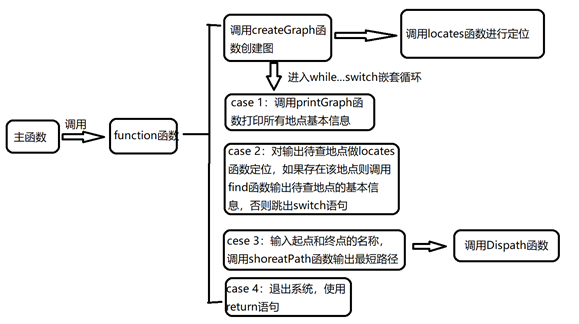 主函数
调用
function函数
调用createGraph函
数创建图
调用locates函数进行定位
进入while...switch嵌套循环
case 1：调用printGraph函
数打印所有地点基本信息
case 2：对输出待查地点做locates
函数定位，如果存在该地点则调用
find函数输出待查地点的基本信
息，否则跳出switch语句
cese 3：输入起点和终点的名称，
调用shoreatPath函数输出最短路径
调用Dispath函数
case 4：退出系统，使用
return语句